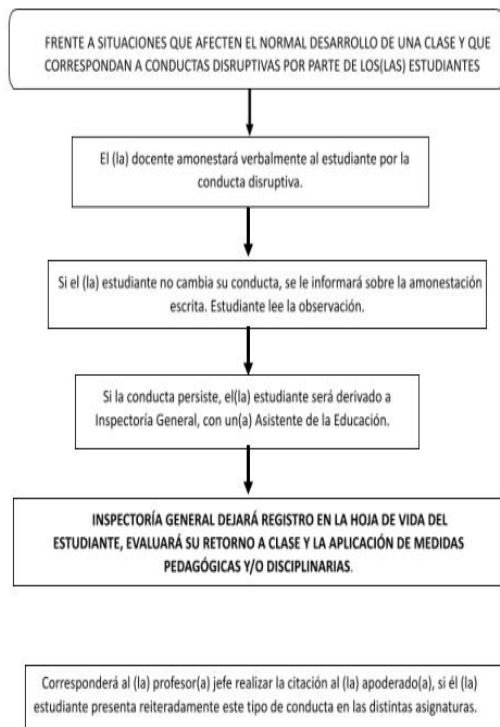 FRENTE A SITUACIONES QUE AFECTEN EL NORMAL DESARROLLO DE UNA CLASE Y QUE
CORRESPONDAN A CONDUCTAS DISRUPTIVAS POR PARTE DE LOS(LAS) ESTUDIANTES
El (la) docente amonestará verbalmente al estudiante por la
conducta disruptiva.
Si el (la) estudiante no cambia su conducta, se le informará sobre la amonestación
escrita. Estudiante lee la observación.
Si la conducta persiste, el(la) estudiante será derivado a
Inspectoría General, con un(a) Asistente de la Educación.
INSPECTORÍA GENERAL DEJARÁ REGISTRO EN LA HOJA DE VIDA DEL
ESTUDIANTE, EVALUARÁ SU RETORNO A CLASE Y LA APLICACIÓN DE MEDIDAS
PEDAGÓGICAS Y/O DISCIPLINARIAS.
Corresponderá al (la) profesor(a) jefe realizar la citación al (la) apoderado(a), si él (la)
estudiante presenta reiteradamente este tipo de conducta en las distintas asignaturas.